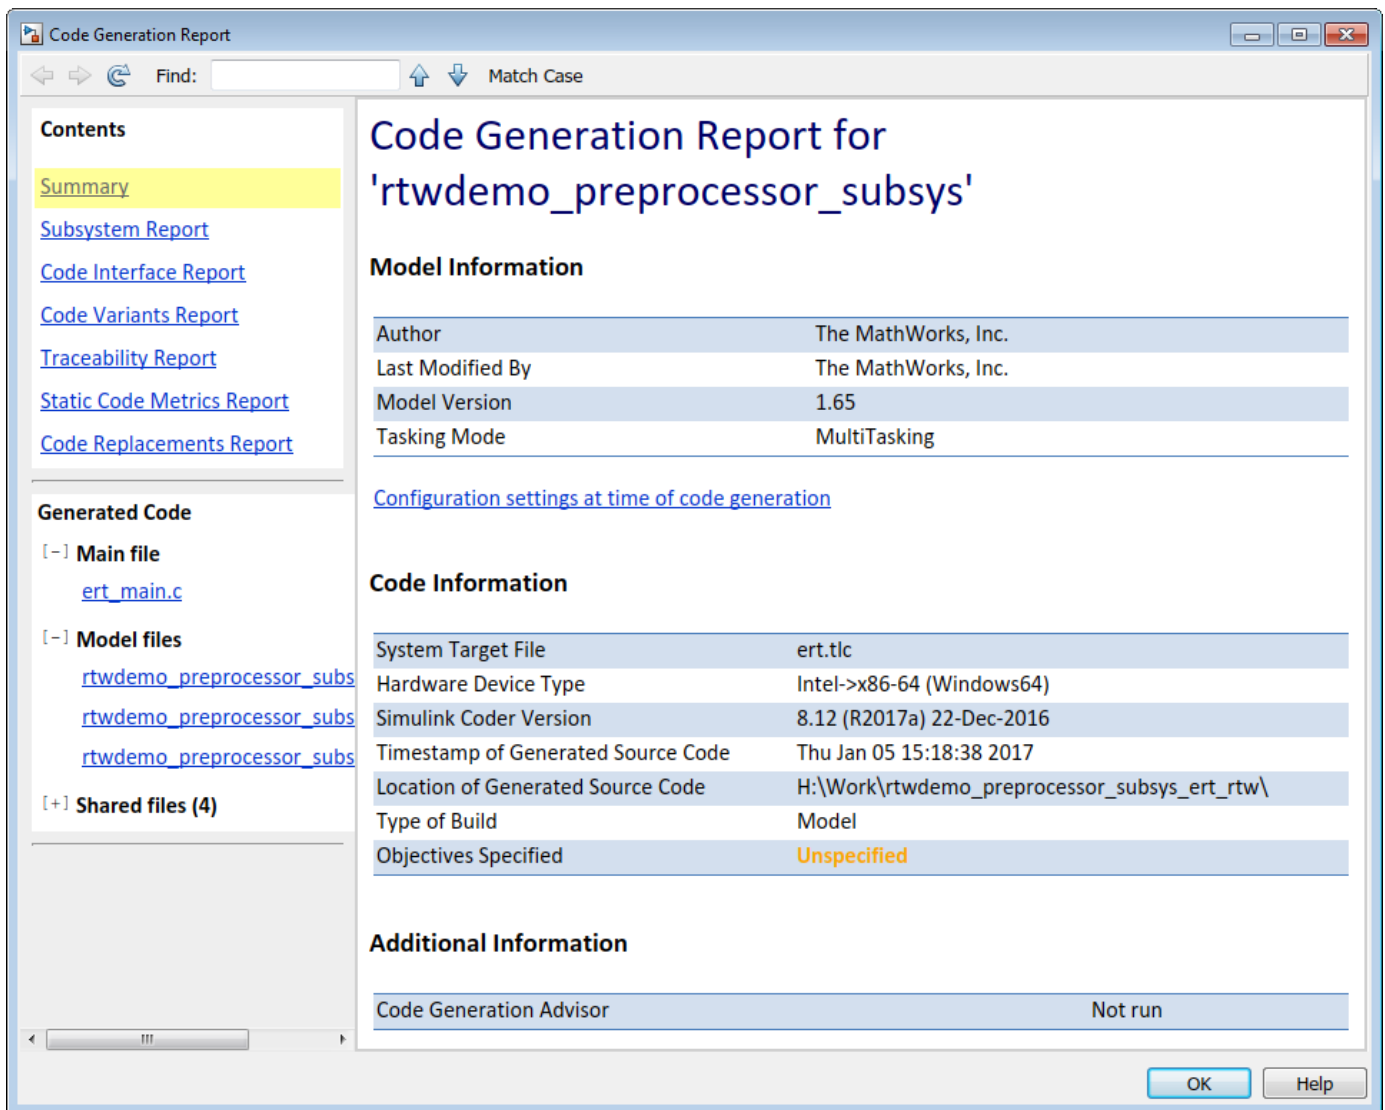 Code Generation Report
Find:
Match Case
Contents
Summary
Subsystem Report
Code Interface Report
Code Variants Report
Traceability Report
Static Code Metrics Report
Code Replacements Report
Generated Code
[-] Main file
ert_main.c
[-] Model files
rtwdemo_preprocessor_subs
rtwdemo_preprocessor_subs
rtwdemo_preprocessor_subs
[+] Shared files (4)
Code Generation Report for
'rtwdemo_preprocessor_subsys'
Model Information
Author The MathWorks, Inc.
Last Modified By The MathWorks, Inc.
Model Version 1.65
Tasking Mode MultiTasking
Configuration settings at time of code generation
Code Information
System Target File ert.tlc
Hardware Device Type Intel->x86-64 (Windows64)
Simulink Coder Version 8.12 (R2017a) 22-Dec-2016
Timestamp of Generated Source Code Thu Jan 05 15:18:38 2017
Location of Generated Source Code H:\Work\rtwdemo_preprocessor_subsys_ert_rtw\
Type of Build Model
Objectives Specified Unspecified
Additional Information
Code Generation Advisor Not run
OK
Help